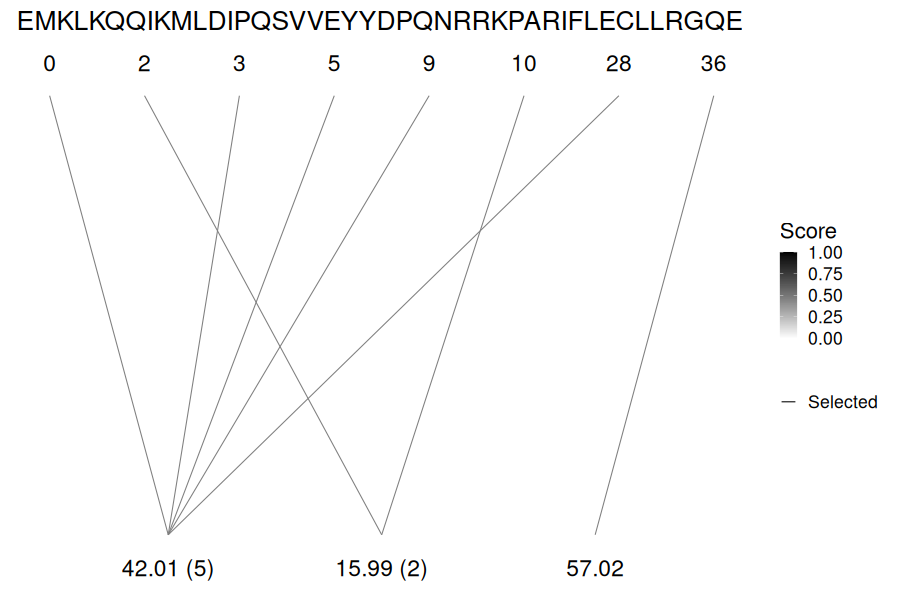 EMKLKQQIKMLDIPQSVVEYYDPQNRRKPARIFLECLLRGQE
0 2 3 5 9 10 28 36
Score
1.00
0.75
0.50
0.25
0.00
Selected
42.01 (5) 15.99 (2) 57.02